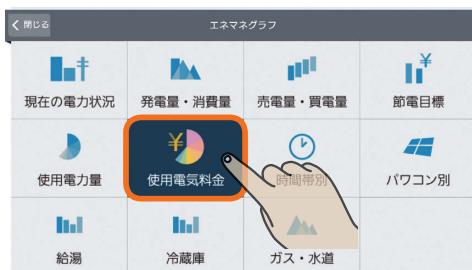 く 閉じる
エネマネグラフ
現在の電力状況
発電量・消費量
売電量・買電量
節電目標
使用電力量
使用電気料金
時間帯別
パワコン別
給湯
冷蔵庫
ガス・水道